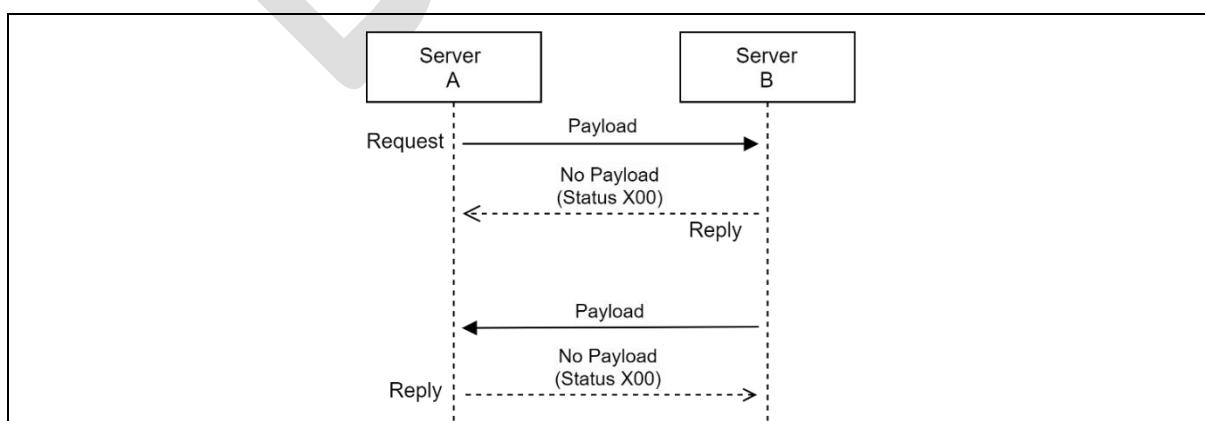 Server
A
Server
B
Request
Payload
No Payload
(Status X00)
Reply
Payload
No Payload
(Status X00)
Reply